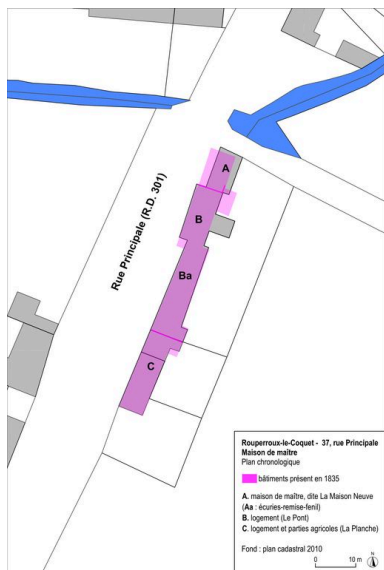 Rue Principale (R.D. 301)
A
B
Ba
C
Rouperroux-le-Coquet - 37, rue Principale
Maison de maître
Plan chronologique
bâtiments présent en 1835
A. maison de maître, dite La Maison Neuve
(Aa : écuries-remise-fenil)
B. logement (Le Pont)
C. logement et parties agricoles (La Planche)
Fond : plan cadastral 2010
0 10 m
N